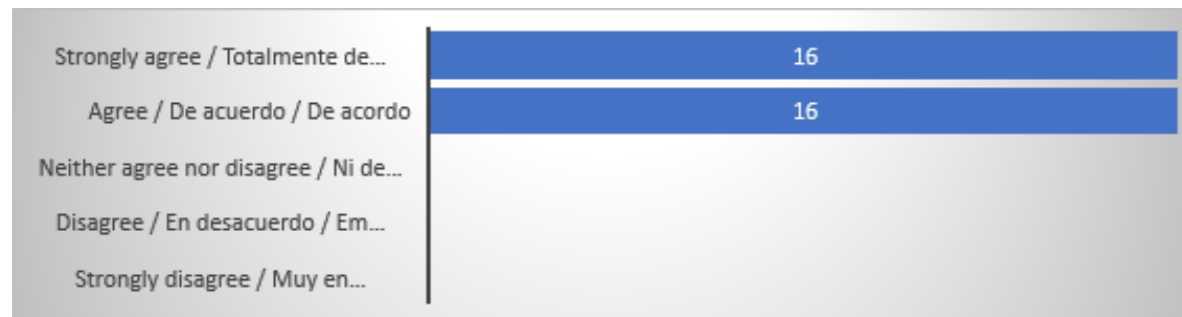 Strongly agree / Totalmente de...
16
Agree / De acuerdo / De acordo
16
Neither agree nor disagree / Ni de...
Disagree / En desacuerdo / Em...
Strongly disagree / Muy en...